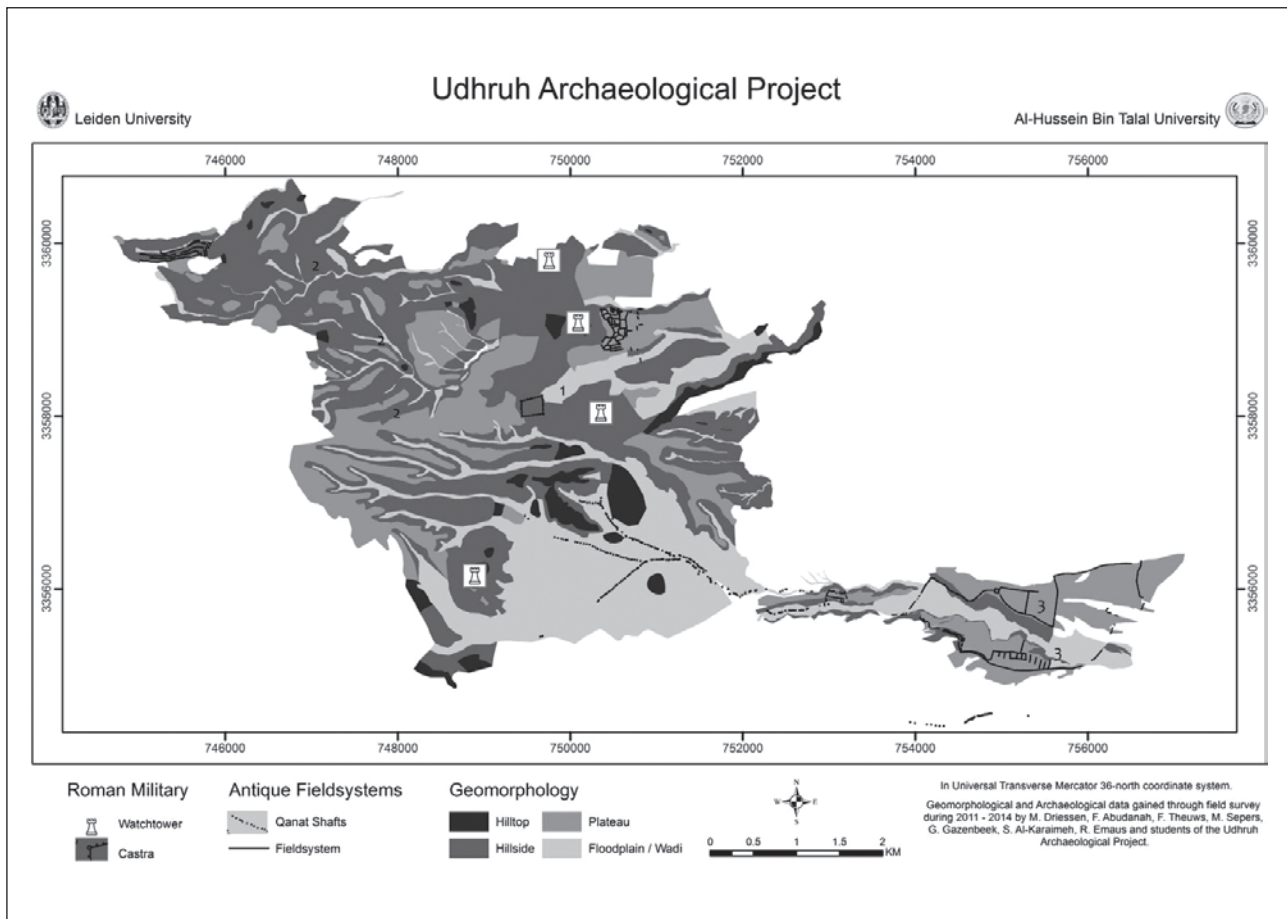 Udhruh Archaeological Project
Leiden University
Al-Hussein Bin Talal University
746000 748000 750000 752000 754000 756000
3360000 3360000
2
2
1
2
3358000 3358000
3356000 3356000
3
3
746000 748000 750000 752000 754000 756000
Roman Military
Watchtower
Castra
Antique Fieldsystems
Qanat Shafts
Fieldsystem
Geomorphology
Hilltop
Plateau
Hillside
Floodplain / Wadi
N
W E
S
0 0.5 1 1.5 2
KM
In Universal Transverse Mercator 36-north coordinate system.
Geomorphological and Archaeological data gained through field survey
during 2011 - 2014 by M. Driessen, F. Abudanah, F. Theuws, M. Sepers,
G. Gazenbeek, S. Al-Karaimeh, R. Emaus and students of the Udhruh
Archaeological Project.